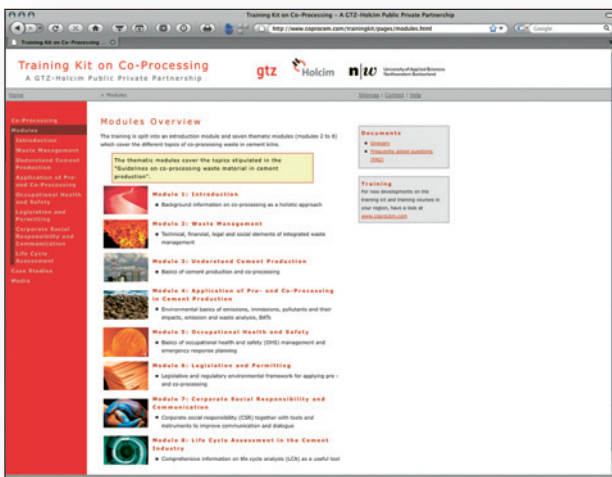 Training Kit on Co-Processing – A GTZ-Holcim Public Private Partnership
http://www.coprocem.com/trainingkit/pages/modules.html
Google
Training Kit on Co-Processing ...
Training Kit on Co-Processing
A GTZ-Holcim Public Private Partnership
gtz
Holcim
n|w
University of Applied Sciences
Northwestern Switzerland
Home
» Modules
Sitemap | Contact | Help
Co-Processing
Modules
Introduction
Waste Management
Understand Cement
Production
Application of Pre-
and Co-Processing
Occupational Health
and Safety
Legislation and
Permitting
Corporate Social
Responsibility and
Communication
Life Cycle
Assessment
Case Studies
Media
Modules Overview
The training is split into an introduction module and seven thematic modules (modules 2 to 8)
which cover the different topics of co-processing waste material in cement kilns.
The thematic modules cover the topics stipulated in the
"Guidelines on co-processing waste material in cement
production".
Module 1: Introduction
Background information on co-processing as a holistic approach
Module 2: Waste Management
Technical, financial, legal and social elements of integrated waste
management
Module 3: Understand Cement Production
Basics of cement production and co-processing
Module 4: Application of Pre- and Co-Processing
in Cement Production
Environmental basics of emissions, immissions, pollutants and their
impacts, emission and waste analysis, BATs
Module 5: Occupational Health and Safety
Basics of occupational health and safety (OHS) management and
emergency response planning
Module 6: Legislation and Permitting
Legislative and regulatory environmental framework for applying pre -
and co-processing
Module 7: Corporate Social Responsibility and
Communication
Corporate social responsibility (CSR) together with tools and
instruments to improve communication and dialogue
Module 8: Life Cycle Assessment in the Cement
Industry
Comprehensive information on life cycle analysis (LCA) as a useful tool
Documents
Glossary
Frequently asked questions
(FAQ)
Training
For new developments on the
training kit and training courses in
your region, have a look at
www.coprocem.com